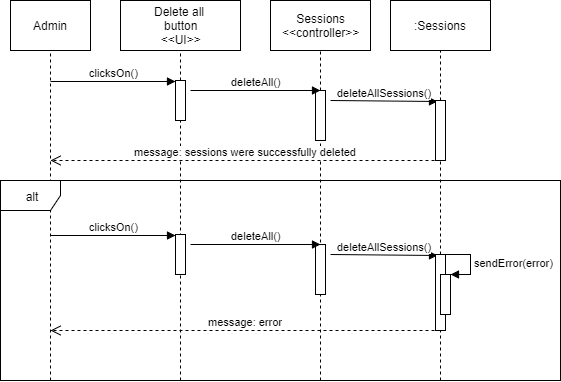 Admin
Delete all
button
<<UI>>
Sessions
<<controller>>
:Sessions
clicksOn()
deleteAll()
deleteAllSessions()
message: sessions were successfully deleted
alt
clicksOn()
deleteAll()
deleteAllSessions()
sendError(error)
message: error